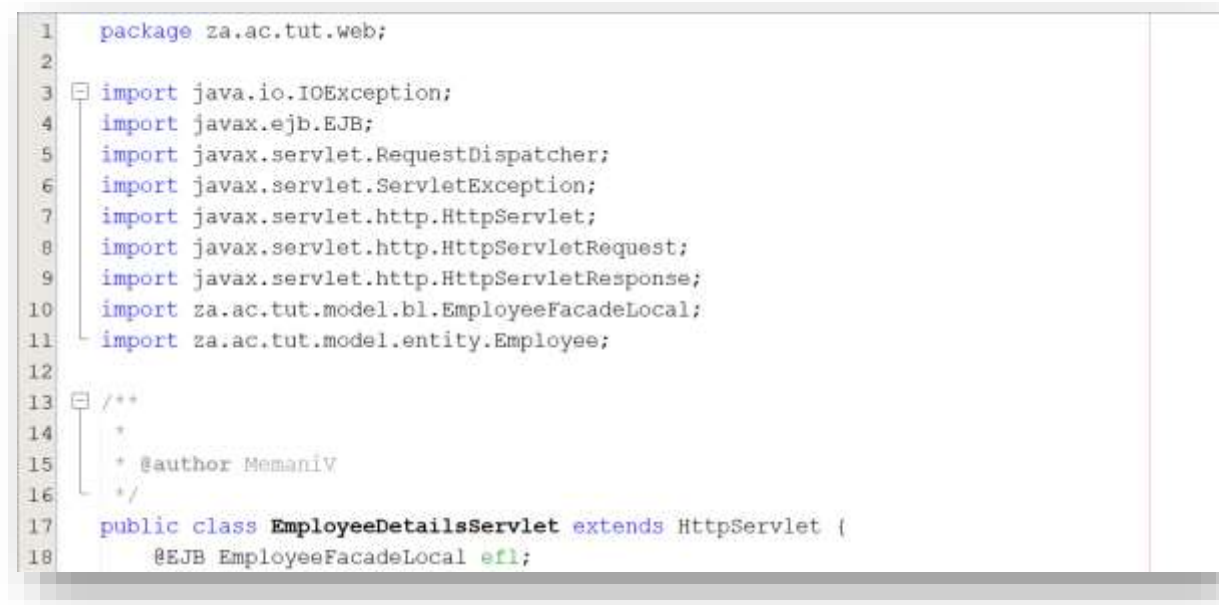 1 package za.ac.tut.web;
2
3 import java.io.IOException;
4 import javax.ejb.EJB;
5 import javax.servlet.RequestDispatcher;
6 import javax.servlet.ServletException;
7 import javax.servlet.http.HttpServlet;
8 import javax.servlet.http.HttpServletRequest;
9 import javax.servlet.http.HttpServletResponse;
10 import za.ac.tut.model.bl.EmployeeFacadeLocal;
11 import za.ac.tut.model.entity.Employee;
12
13 /**
14 *
15 * @author MemaniV
16 */
17 public class EmployeeDetailsServlet extends HttpServlet {
18 @EJB EmployeeFacadeLocal efl;